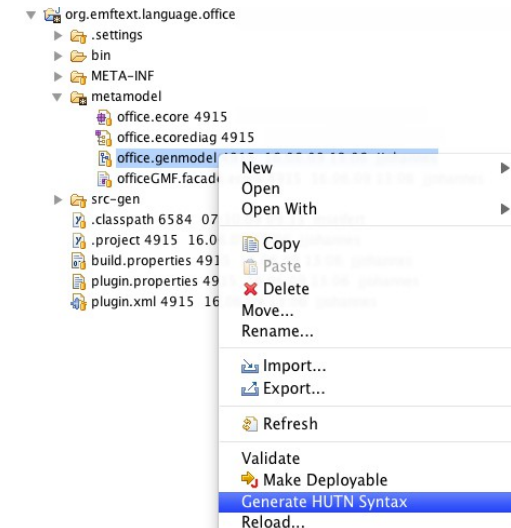 org.emftext.language.office
.settings
bin
META-INF
metamodel
office.ecore 4915
office.ecorediag 4915
office.genmodel
officeGMF.facade
src-gen
.classpath 6584 07
.project 4915 16.0
build.properties 491
plugin.properties 49
plugin.xml 4915 16
New
Open
Open With
Copy
Paste
Delete
Move...
Rename...
Import...
Export...
Refresh
Validate
Make Deployable
Generate HUTN Syntax
Reload...